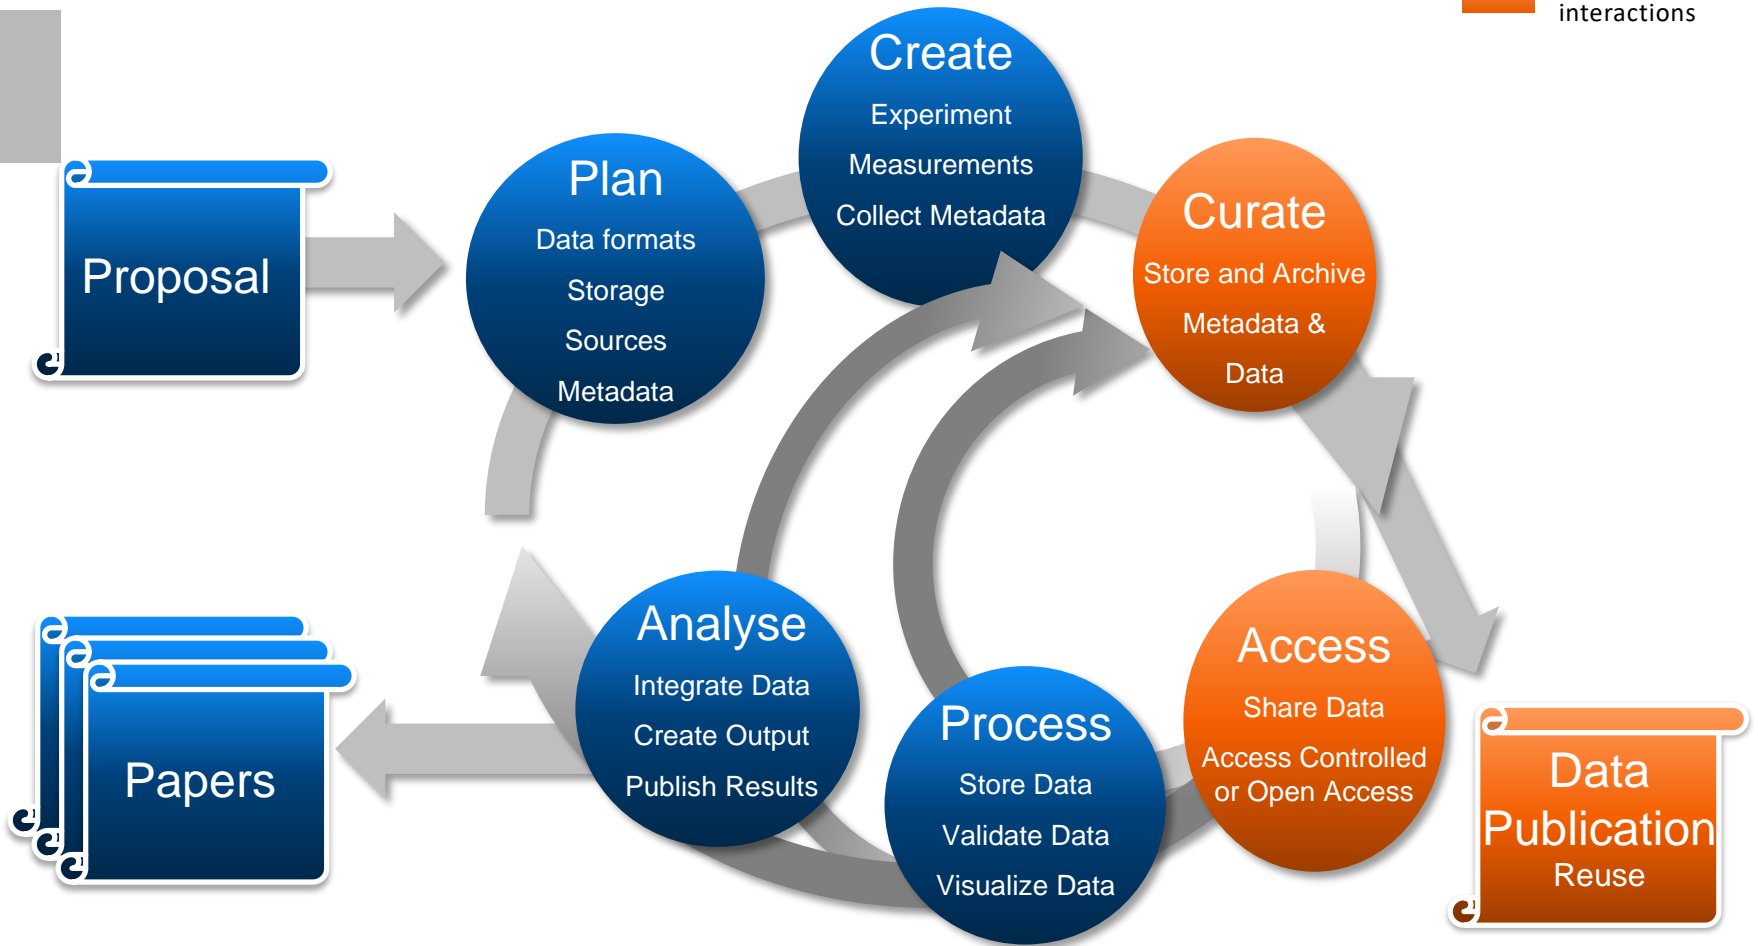 interactions
Create
Experiment
Measurements
Collect Metadata
Plan
Data formats
Storage
Sources
Metadata
Curate
Store and Archive
Metadata &
Data
Proposal
Analyse
Integrate Data
Create Output
Publish Results
Access
Share Data
Access Controlled
or Open Access
Process
Store Data
Validate Data
Visualize Data
Papers
Data
Publication
Reuse